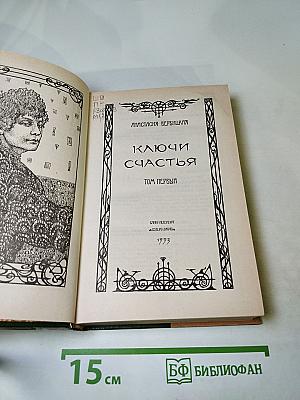 АНАСТАСИЯ ВЕРБИЦКАЯ
КЛЮЧИ
СЧАСТЬЯ
ТОМ ПЕРВЫЙ
1993
15 см
БФ БИБЛИОФАН